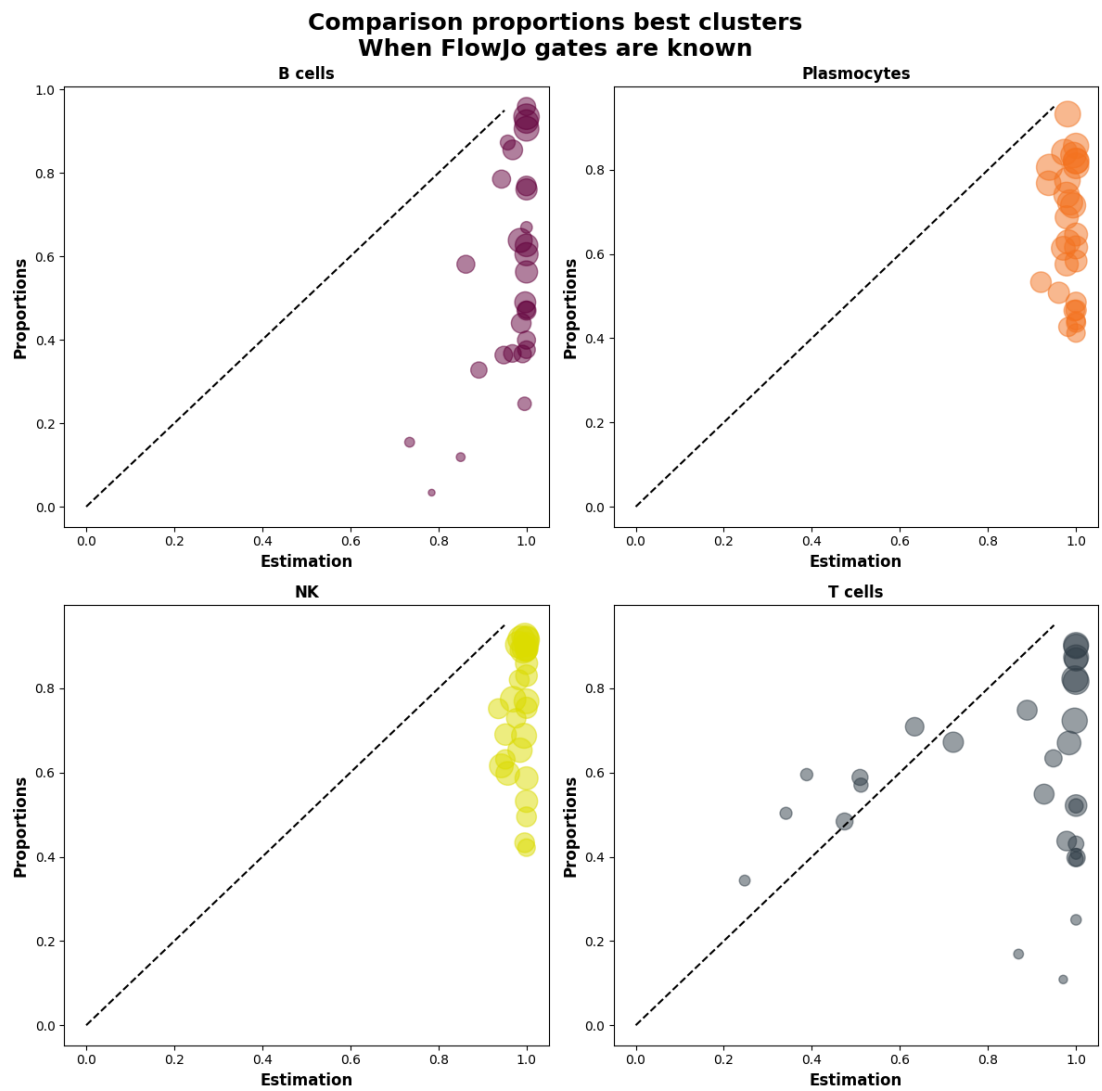 Comparison proportions best clusters
When FlowJo gates are known
B cells
Proportions
1.0
0.8
0.6
0.4
0.2
0.0
0.0 0.2 0.4 0.6 0.8 1.0
Estimation
Plasmocytes
Proportions
0.8
0.6
0.4
0.2
0.0
0.0 0.2 0.4 0.6 0.8 1.0
Estimation
NK
Proportions
0.8
0.6
0.4
0.2
0.0
0.0 0.2 0.4 0.6 0.8 1.0
Estimation
T cells
Proportions
0.8
0.6
0.4
0.2
0.0
0.0 0.2 0.4 0.6 0.8 1.0
Estimation